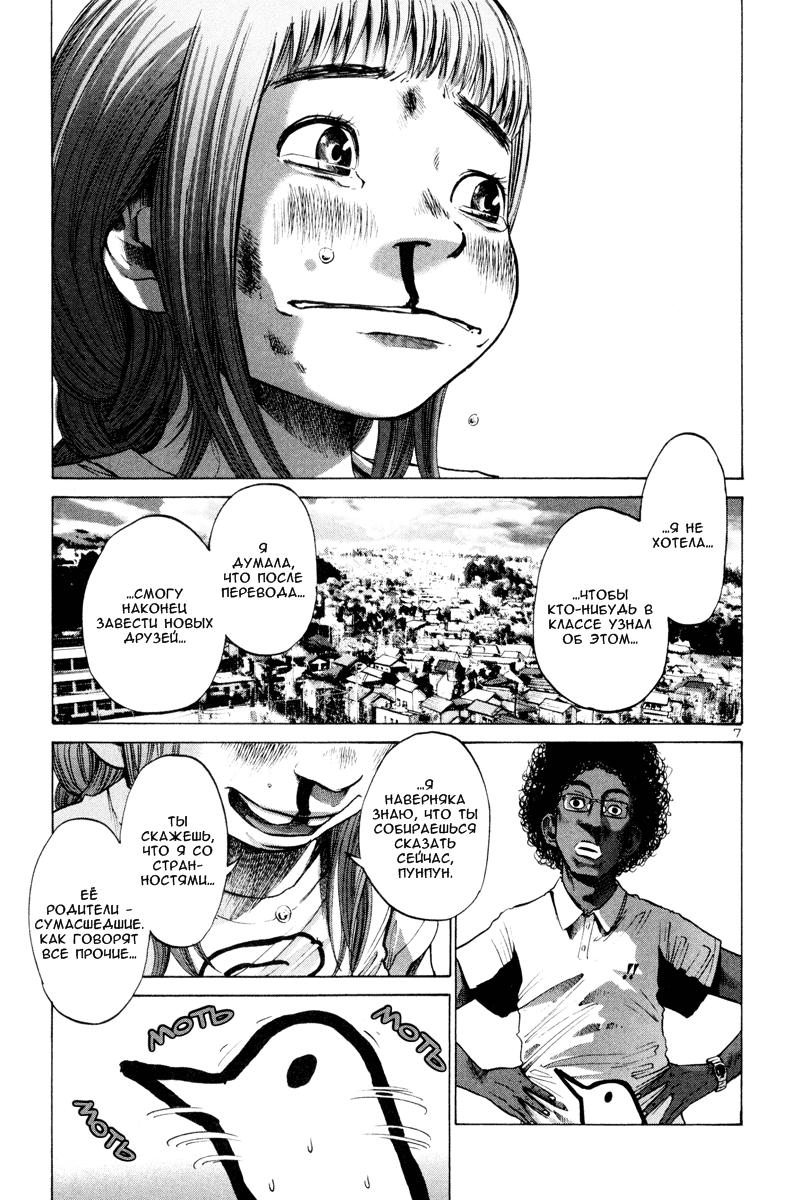 ...Я НЕ
ХОТЕЛА...
...ЧТОБЫ
КТО-НИБУДЬ В
КЛАССЕ УЗНАЛ
ОБ ЭТОМ...
Я
ДУМАЛА,
ЧТО ПОСЛЕ
ПЕРЕВОДА...
...СМОГУ
НАКОНЕЦ
ЗАВЕСТИ НОВЫХ
ДРУЗЕЙ...
7
...Я
НАВЕРНЯКА
ЗНАЮ, ЧТО ТЫ
СОБИРАЕШЬСЯ
СКАЗАТЬ
СЕЙЧАС,
ПУНПУН.
ТЫ
СКАЖЕШЬ,
ЧТО Я СО
СТРАН-
НОСТЯМИ...
ЕЁ
РОДИТЕЛИ -
СУМАСШЕДШИЕ.
КАК ГОВОРЯТ
ВСЕ ПРОЧИЕ...
!!
МОТЬ
МОТЬ
МОТЬ